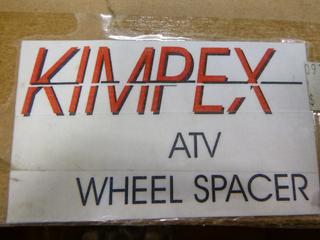 KIMPEX
ATV
WHEEL SPACER